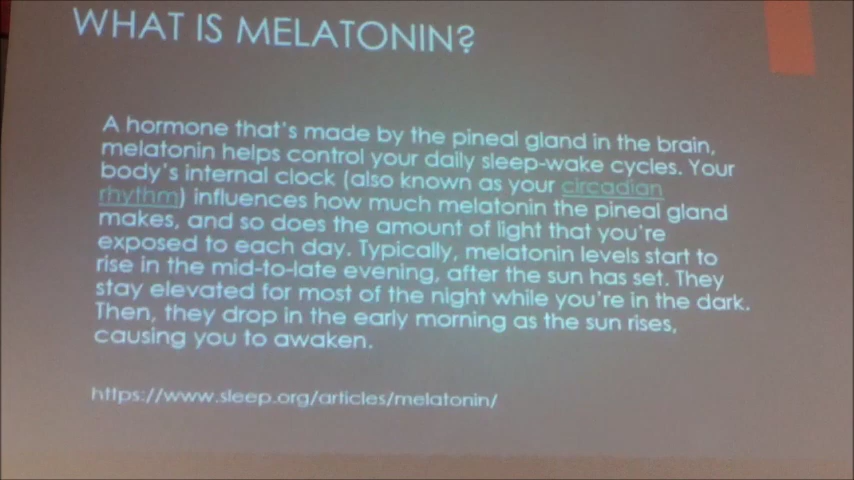 WHAT IS MELATONIN?
A hormone that's made by the pineal gland in the brain,
melatonin helps control your daily sleep-wake cycles. Your
body's internal clock (also known as your circadian
rhythm) influences how much melatonin the pineal gland
makes, and so does the amount of light that you're
exposed to each day. Typically, melatonin levels start to
rise in the mid-to-late evening, after the sun has set. They
stay elevated for most of the night while you're in the dark.
Then, they drop in the early morning as the sun rises,
causing you to awaken.
https://www.sleep.org/articles/melatonin/